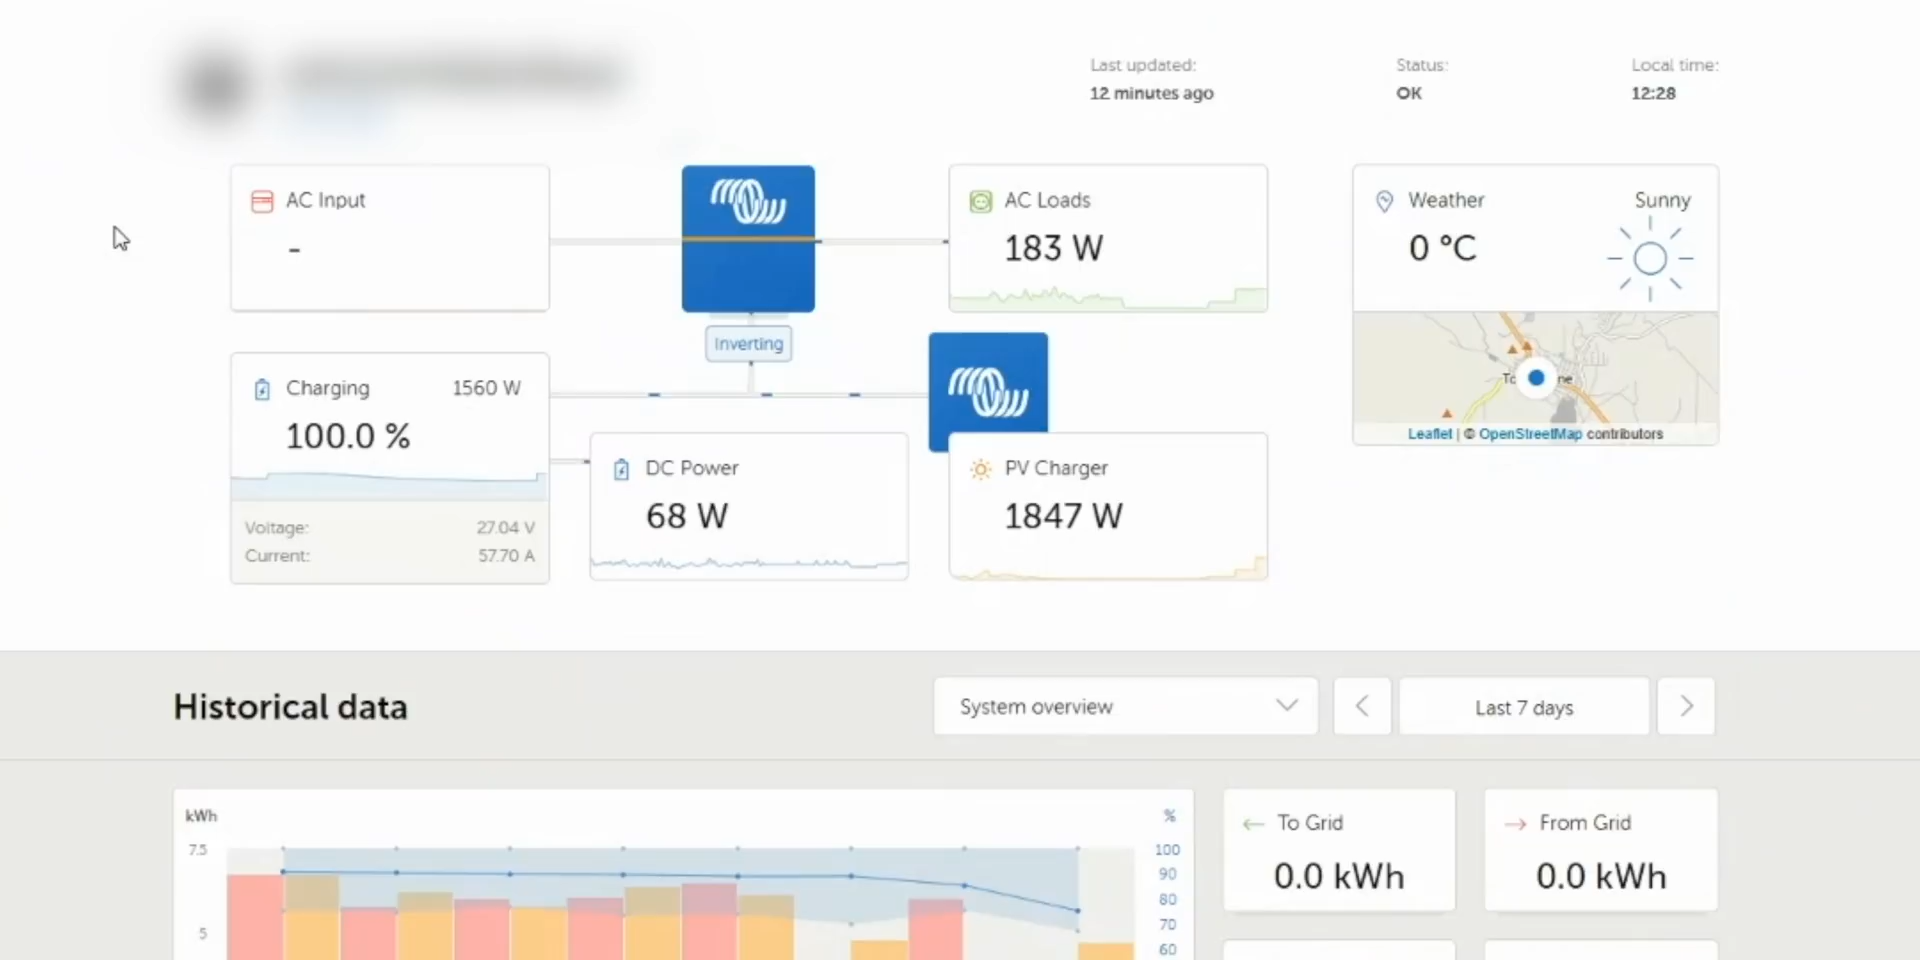 Last updated:
12 minutes ago
Status:
OK
Local time:
12:28
AC Input
-
AC Loads
183 W
Weather
Sunny
0 °C
Inverting
Charging
1560 W
100.0 %
Voltage:
27.04 V
Current:
57.70 A
DC Power
68 W
PV Charger
1847 W
Leaflet | © OpenStreetMap contributors
Historical data
System overview
Last 7 days
kWh
7.5
5
%
100
90
80
70
60
To Grid
0.0 kWh
From Grid
0.0 kWh